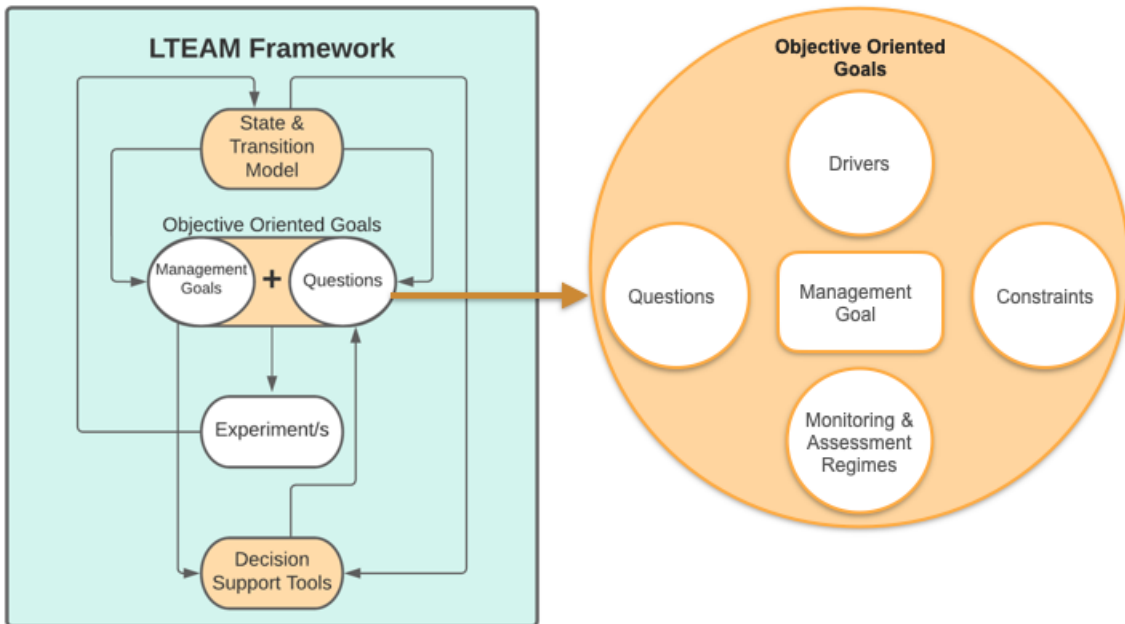 LTEAM Framework
State &
Transition
Model
Objective Oriented Goals
Management
Goals
+
Questions
Experiment/s
Decision
Support Tools
Objective Oriented
Goals
Drivers
Questions
Management
Goal
Constraints
Monitoring &
Assessment
Regimes